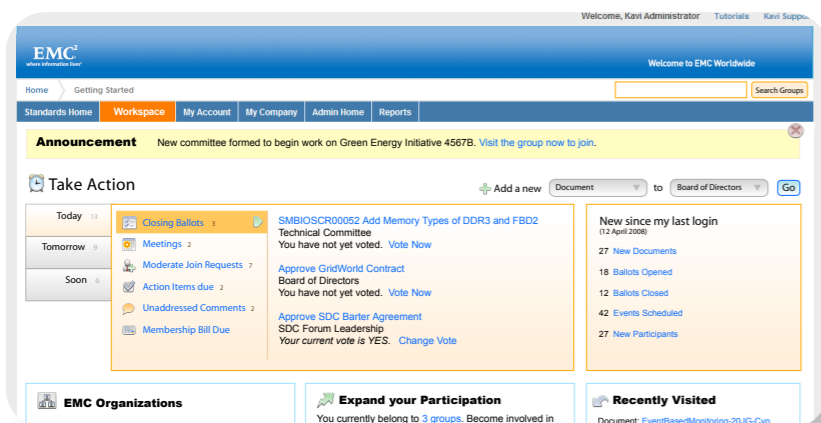 Welcome, Kavi Administrator Tutorials Kavi
EMC²
where information lives®
Welcome to EMC Worldwide
Home Getting Started
Search Groups
Standards Home Workspace My Account My Company Admin Home Reports
Announcement New committee formed to begin work on Green Energy Initiative 4567B. Visit the group now to join.
Take Action
Add a new Document to Board of Directors Go
Today 13
Tomorrow 9
Soon 6
Closing Ballots 3
Meetings 2
Moderate Join Requests 7
Action Items due 2
Unaddressed Comments 2
Membership Bill Due
SMBIOSCR00052 Add Memory Types of DDR3 and FBD2
Technical Committee
You have not yet voted. Vote Now
Approve GridWorld Contract
Board of Directors
You have not yet voted. Vote Now
Approve SDC Barter Agreement
SDC Forum Leadership
Your current vote is YES. Change Vote
New since my last login
(12 April 2008)
27 New Documents
18 Ballots Opened
12 Ballots Closed
42 Events Scheduled
27 New Participants
EMC Organizations
Expand your Participation
You currently belong to 3 groups. Become involved in
Recently Visited
Document: EventBasedMonitoring-20JG-Cyn